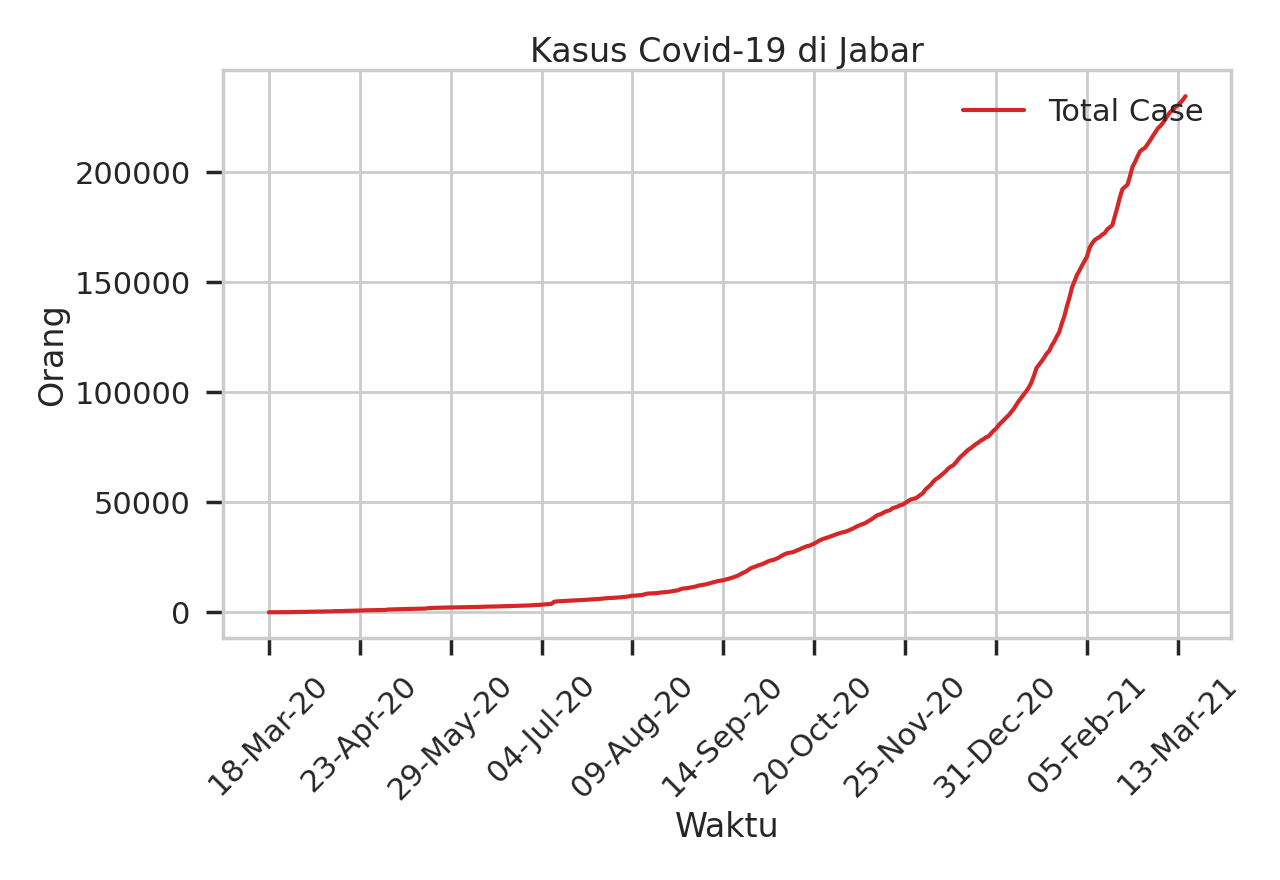 Kasus Covid-19 di Jabar
Total Case
Orang
200000
150000
100000
50000
0
18-Mar-20
23-Apr-20
29-May-20
04-Jul-20
09-Aug-20
14-Sep-20
20-Oct-20
25-Nov-20
31-Dec-20
05-Feb-21
13-Mar-21
Waktu